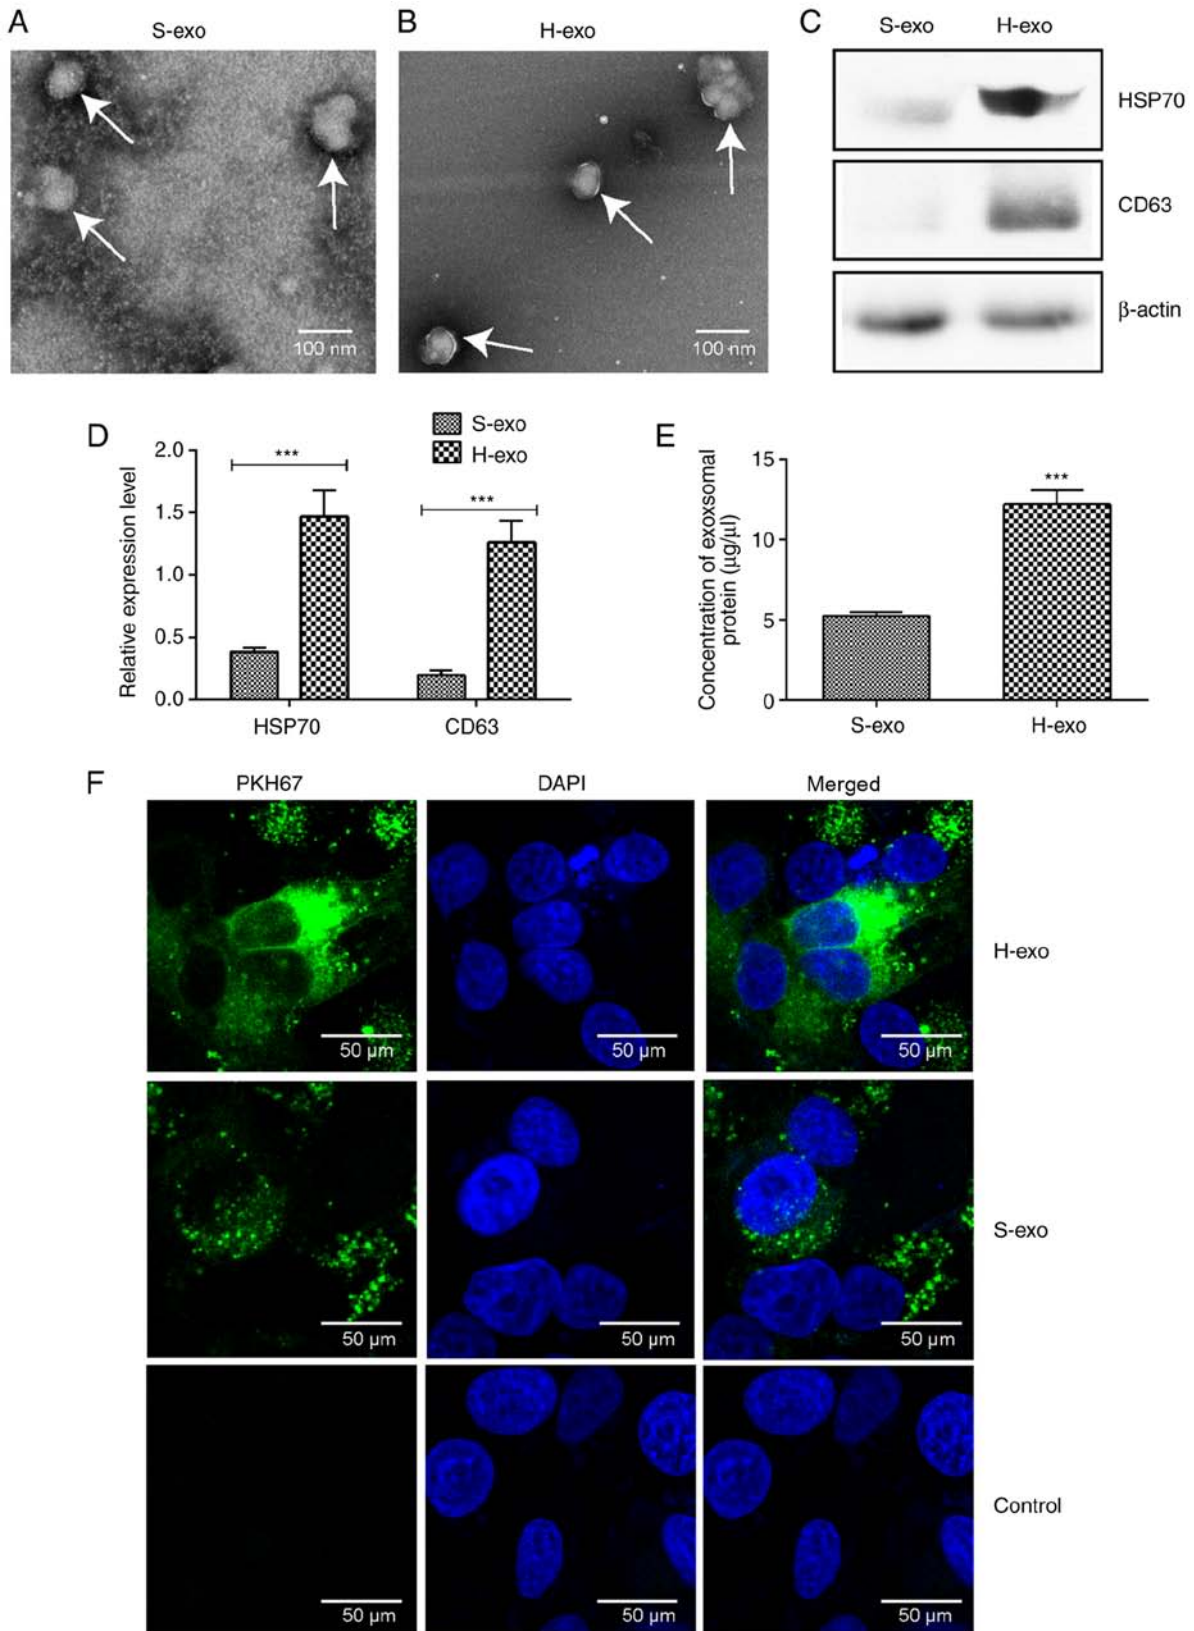 A
S-exo
100 nm
B
H-exo
100 nm
C
S-exo
H-exo
HSP70
CD63
β-actin
D
S-exo
H-exo
Relative expression level
2.0
1.5
1.0
0.5
0.0
***
***
HSP70
CD63
E
Concentration of exoxsomal
protein (µg/µl)
15
10
5
0
***
S-exo
H-exo
F
PKH67
DAPI
Merged
50 µm
50 µm
50 µm
H-exo
50 µm
50 µm
50 µm
S-exo
50 µm
50 µm
50 µm
Control